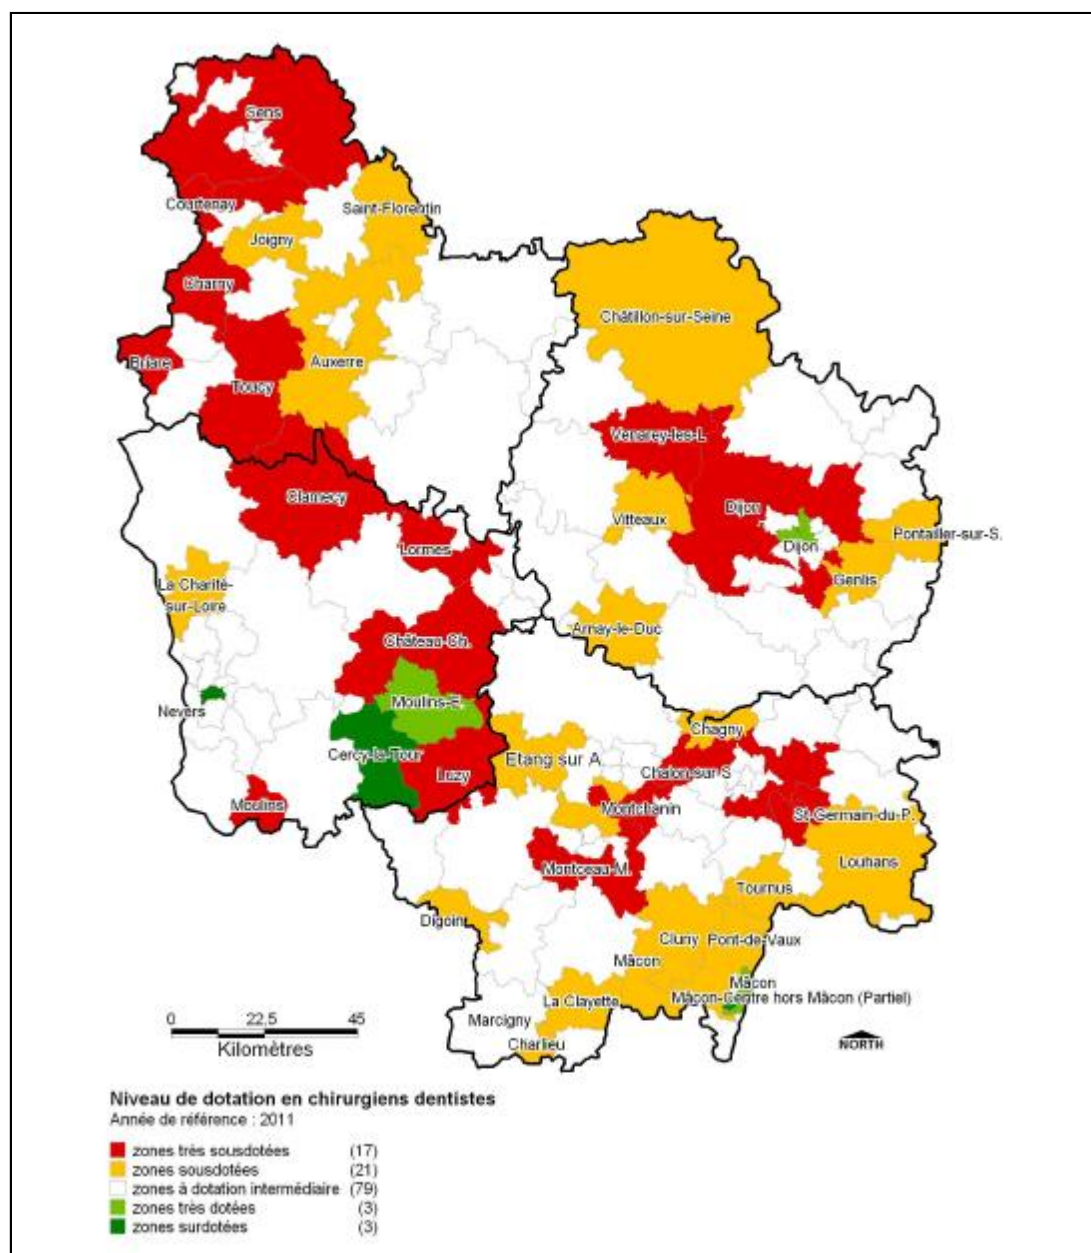 Sens
Courtenay
Saint-Florentin
Joigny
Charny
Châtillon-sur-Seine
Briare
Auxerre
Toucy
Venarey-les-L
Clamecy
Vitteaux
Dijon
Pontailler-sur-S.
Lormes
Dijon
La Charité-
sur-Loire
Genlis
Arnay-le-Duc
Château-Ch.
Moulins-E.
Nevers
Chagny
Cercy-la-Tour
Etang sur A.
Luzy
Chalon-sur S
Moulins
Montchanin
St-Germain-du-P.
Montceau-M.
Louhans
Tournus
Digoin
Cluny
Pont-de-Vaux
Mâcon
Mâcon
Mâcon-Centre hors Mâcon (Partiel)
La Clayette
Marcigny
Charlieu
0 22,5 45
Kilomètres
NORTH
Niveau de dotation en chirurgiens dentistes
Année de référence : 2011
zones très sousdotées (17)
zones sousdotées (21)
zones à dotation intermédiaire (79)
zones très dotées (3)
zones surdotées (3)